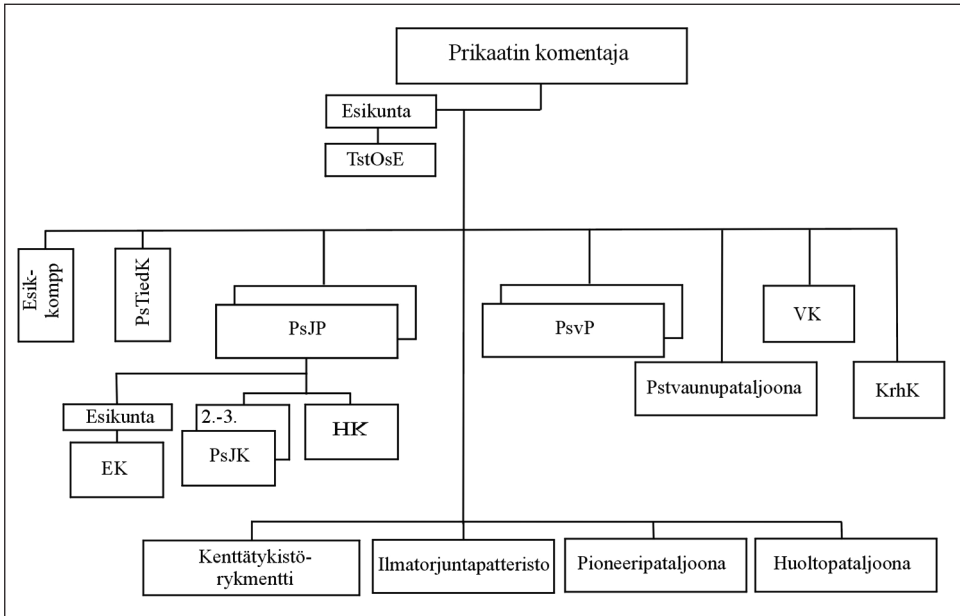 Prikaatin komentaja
Esikunta
TstOsE
Esik-
kompp
PsTiedK
PsJP
PsvP
VK
Pstvaunupataljoona
KrhK
Esikunta
2.-3.
PsJK
HK
EK
Kenttätykistö-
rykmentti
Ilmatorjuntapatteristo
Pioneeripataljoona
Huoltopataljoona